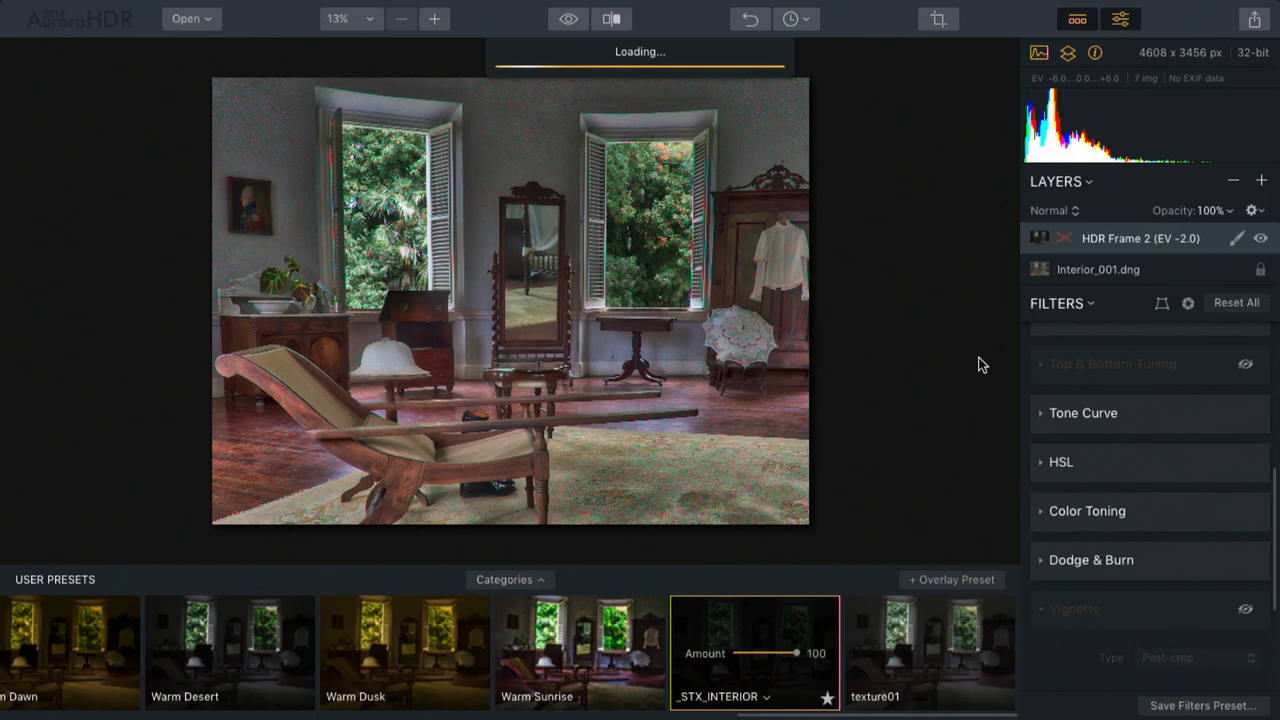 2018
AuroraHDR
Open
13%
Loading...
4608 x 3456 px
32-bit
EV -6.0....0.0....+6.0
7 img
No EXIF data
LAYERS
Normal
Opacity: 100%
HDR Frame 2 (EV -2.0)
Interior_001.dng
FILTERS
Reset All
Top & Bottom Tuning
Tone Curve
HSL
Color Toning
Dodge & Burn
Vignette
Type
Post-crop
Save Filters Preset...
USER PRESETS
Categories
+ Overlay Preset
Amount
100
m Dawn
Warm Desert
Warm Dusk
Warm Sunrise
_STX_INTERIOR
texture01